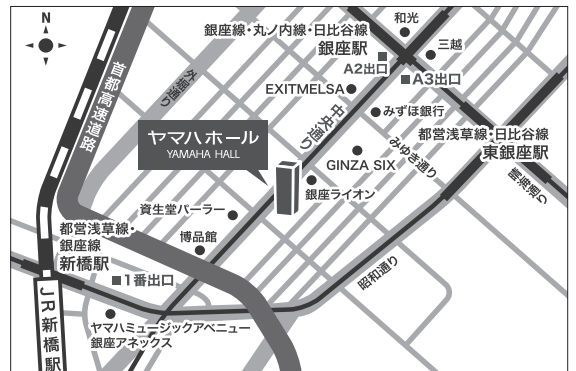 N
和光
銀座線・丸ノ内線・日比谷線
銀座駅
三越
A2出口
A3出口
外堀通り
首都高速道路
EXITMELSA
中央通り
みずほ銀行
都営浅草線・日比谷線
東銀座駅
ヤマハホール
YAMAHA HALL
みゆき通り
GINZA SIX
晴海通り
銀座ライオン
資生堂パーラー
都営浅草線・
銀座線
新橋駅
博品館
昭和通り
1番出口
JR新橋駅
ヤマハミュージックアベニュー
銀座アネックス